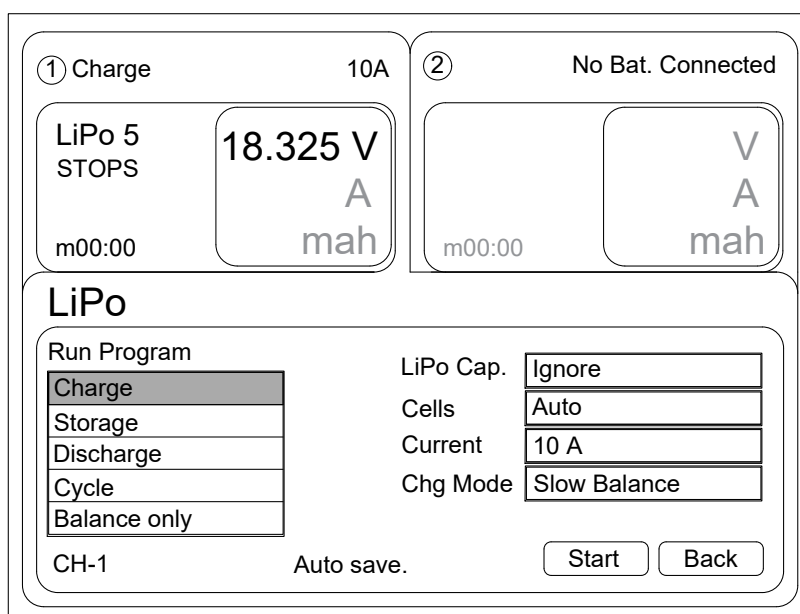 1 Charge 10A
LiPo 5
STOPS
m00:00
18.325 V
A
mah
2 No Bat. Connected
m00:00
V
A
mah
LiPo
Run Program
Charge
Storage
Discharge
Cycle
Balance only
LiPo Cap. Ignore
Cells Auto
Current 10 A
Chg Mode Slow Balance
CH-1 Auto save. Start Back